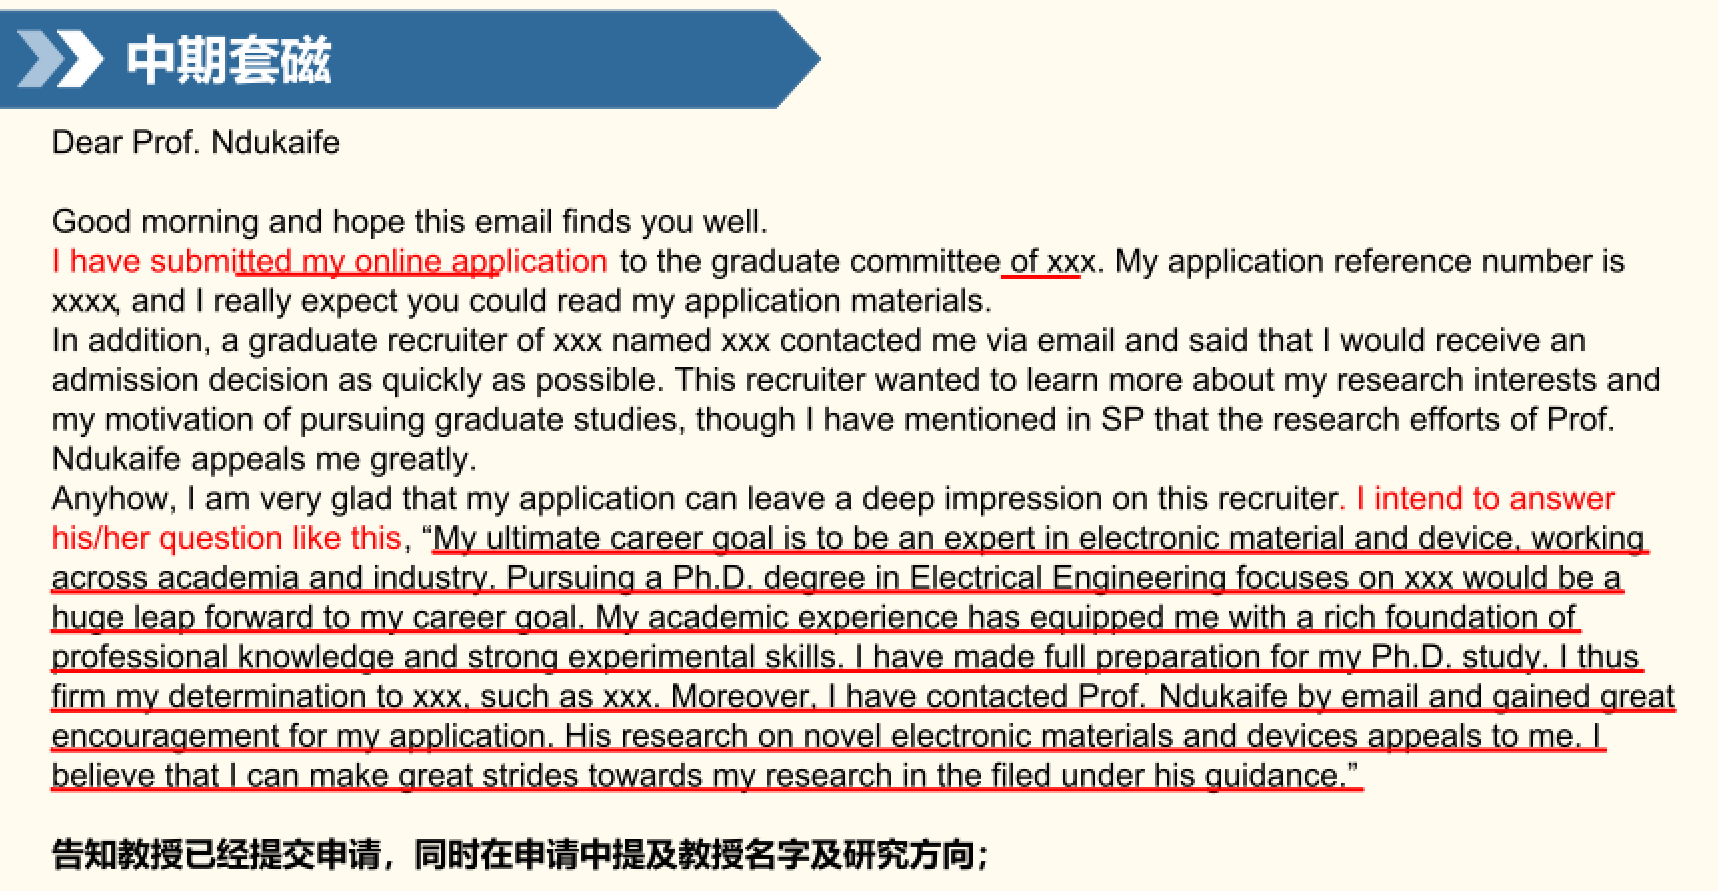 中期套磁
Dear Prof. Ndukaife
Good morning and hope this email finds you well.
I have submitted my online application to the graduate committee of xxx. My application reference number is
xxxx, and I really expect you could read my application materials.
In addition, a graduate recruiter of xxx named xxx contacted me via email and said that I would receive an
admission decision as quickly as possible. This recruiter wanted to learn more about my research interests and
my motivation of pursuing graduate studies, though I have mentioned in SP that the research efforts of Prof.
Ndukaife appeals me greatly.
Anyhow, I am very glad that my application can leave a deep impression on this recruiter. I intend to answer
his/her question like this, “My ultimate career goal is to be an expert in electronic material and device, working
across academia and industry. Pursuing a Ph.D. degree in Electrical Engineering focuses on xxx would be a
huge leap forward to my career goal. My academic experience has equipped me with a rich foundation of
professional knowledge and strong experimental skills. I have made full preparation for my Ph.D. study. I thus
firm my determination to xxx, such as xxx. Moreover, I have contacted Prof. Ndukaife by email and gained great
encouragement for my application. His research on novel electronic materials and devices appeals to me. I
believe that I can make great strides towards my research in the filed under his guidance.”
告知教授已经提交申请，同时在申请中提及教授名字及研究方向；